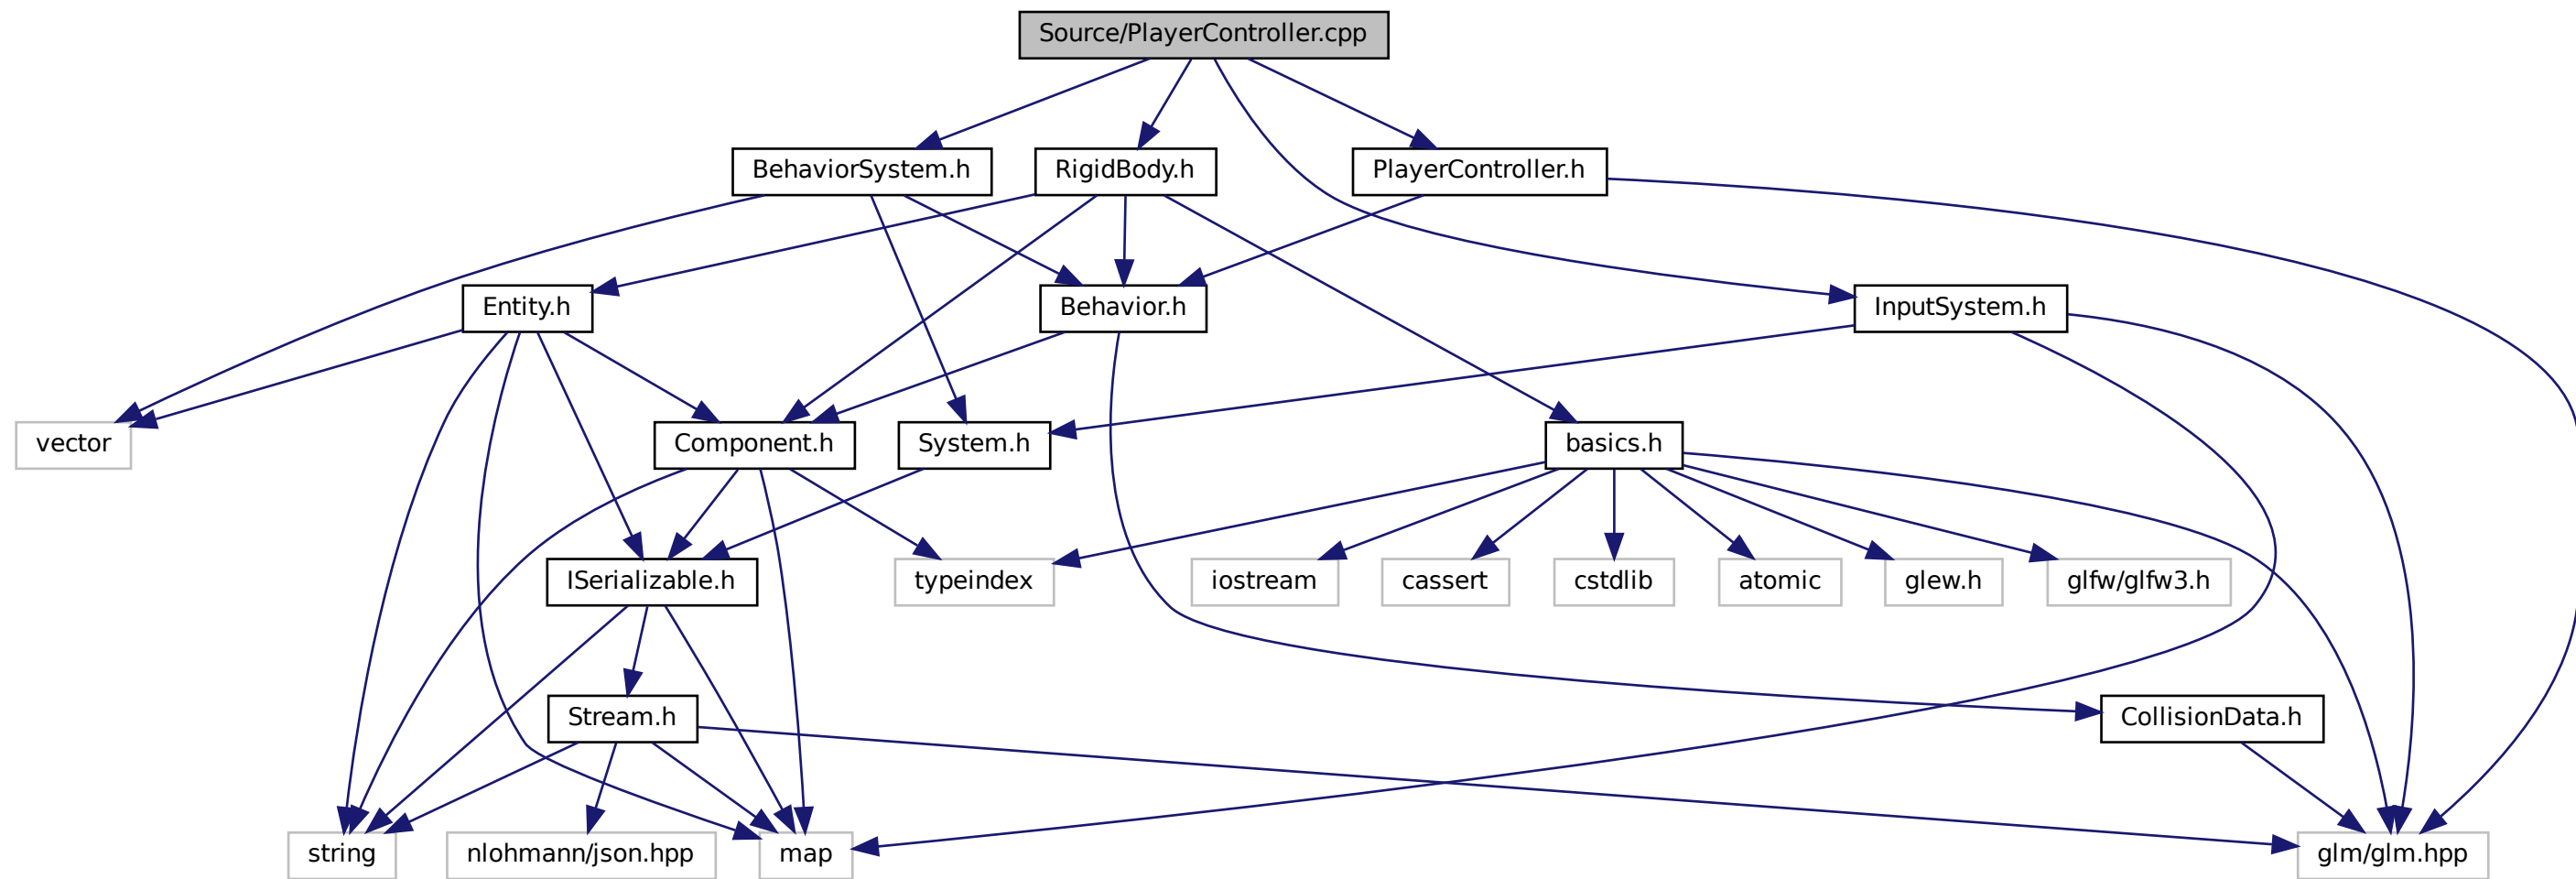 Source/PlayerController.cpp
BehaviorSystem.h
RigidBody.h
PlayerController.h
Entity.h
Behavior.h
InputSystem.h
vector
Component.h
System.h
basics.h
ISerializable.h
typeindex
iostream
cassert
cstdlib
atomic
glew.h
glfw/glfw3.h
Stream.h
CollisionData.h
string
nlohmann/json.hpp
map
glm/glm.hpp